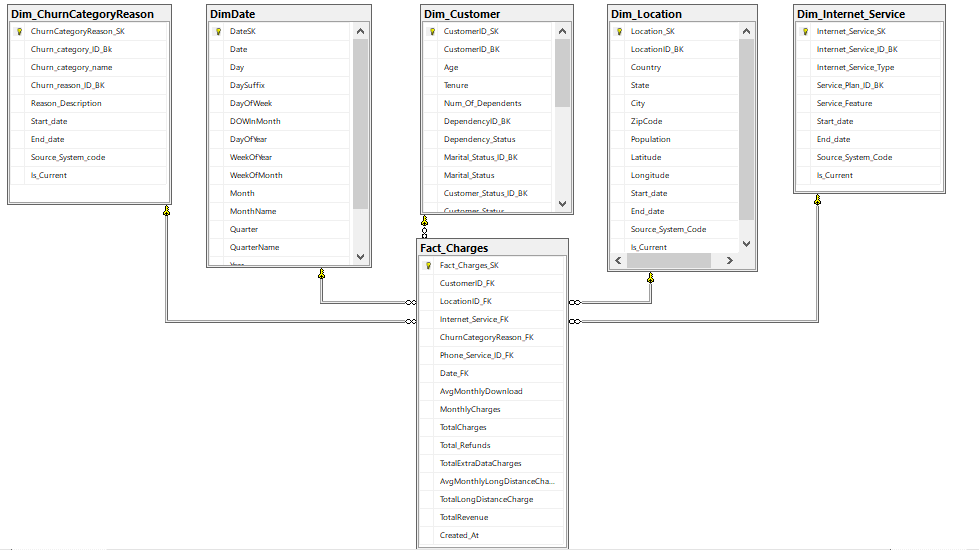 Dim_ChurnCategoryReason
ChurnCategoryReason_SK
Churn_category_ID_Bk
Churn_category_name
Churn_reason_ID_BK
Reason_Description
Start_date
End_date
Source_System_code
Is_Current
DimDate
DateSK
Date
Day
DaySuffix
DayOfWeek
DOWInMonth
DayOfYear
WeekOfYear
WeekOfMonth
Month
MonthName
Quarter
QuarterName
Year
Dim_Customer
CustomerID_SK
CustomerID_BK
Age
Tenure
Num_Of_Dependents
DependencyID_BK
Dependency_Status
Marital_Status_ID_BK
Marital_Status
Customer_Status_ID_BK
Customer_Status
Dim_Location
Location_SK
LocationID_BK
Country
State
City
ZipCode
Population
Latitude
Longitude
Start_date
End_date
Source_System_Code
Is_Current
Dim_Internet_Service
Internet_Service_SK
Internet_Service_ID_BK
Internet_Service_Type
Service_Plan_ID_BK
Service_Feature
Start_date
End_date
Source_System_Code
Is_Current
Fact_Charges
Fact_Charges_SK
CustomerID_FK
LocationID_FK
Internet_Service_FK
ChurnCategoryReason_FK
Phone_Service_ID_FK
Date_FK
AvgMonthlyDownload
MonthlyCharges
TotalCharges
Total_Refunds
TotalExtraDataCharges
AvgMonthlyLongDistanceCha...
TotalLongDistanceCharge
TotalRevenue
Created_At